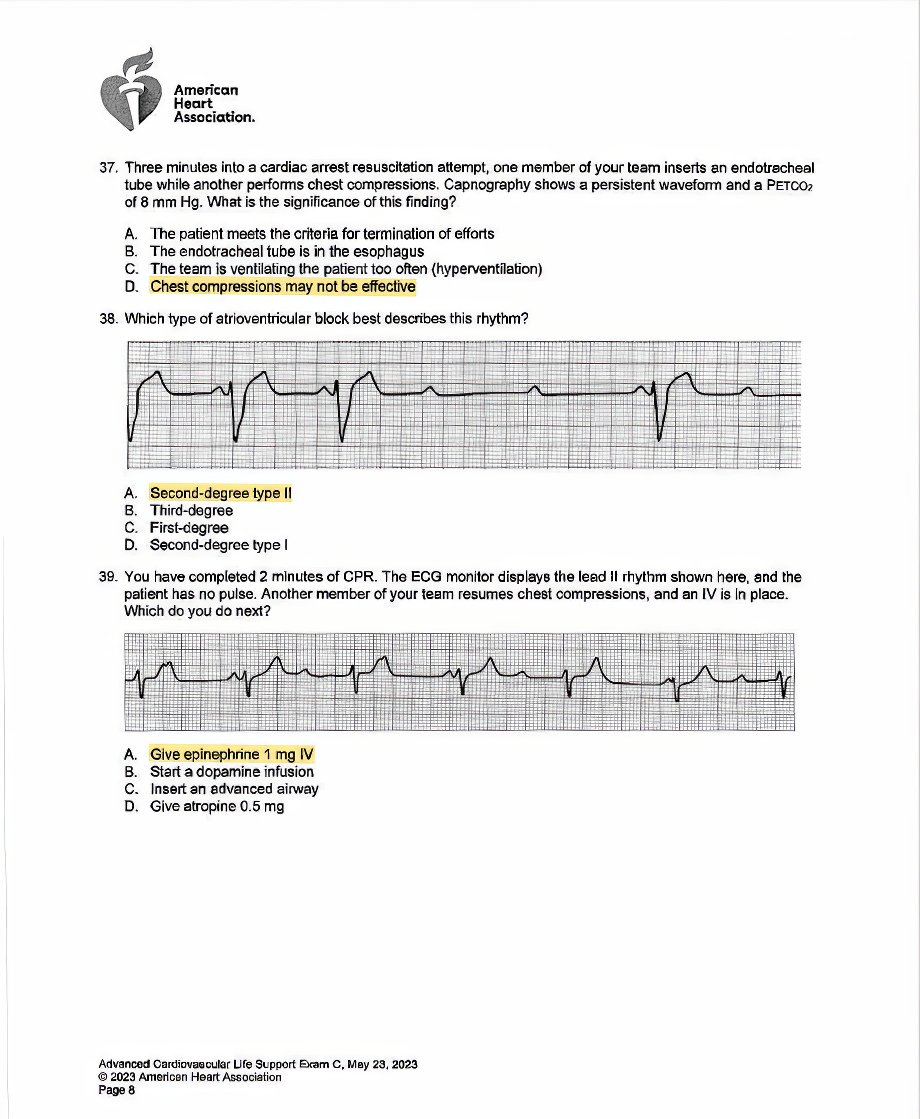 American
Heart
Association.
37. Three minutes into a cardiac arrest resuscitation attempt, one member of your team inserts an endotracheal
tube while another performs chest compressions. Capnography shows a persistent waveform and a PETCO2
of 8 mm Hg. What is the significance of this finding?
A. The patient meets the criteria for termination of efforts
B. The endotracheal tube is in the esophagus
C. The team is ventilating the patient too often (hyperventilation)
D. Chest compressions may not be effective
38. Which type of atrioventricular block best describes this rhythm?
A. Second-degree type II
B. Third-degree
C. First-degree
D. Second-degree type I
39. You have completed 2 minutes of CPR. The ECG monitor displays the lead II rhythm shown here, and the
patient has no pulse. Another member of your team resumes chest compressions, and an IV is in place.
Which do you do next?
A. Give epinephrine 1 mg IV
B. Start a dopamine infusion
C. Insert an advanced airway
D. Give atropine 0.5 mg
Advanced Cardiovascular Life Support Exam C, May 23, 2023
© 2023 American Heart Association
Page 8